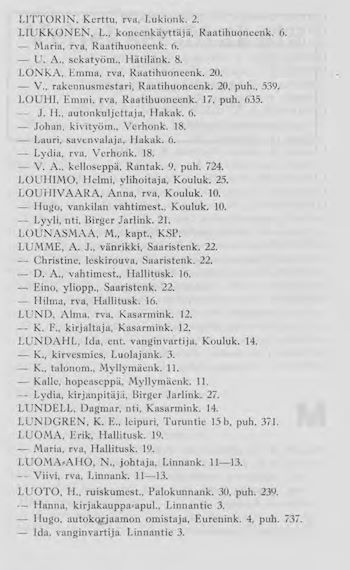 LITTORIN, Kerttu, rva, Lukionk. 2.
LIUKKONEN, L., koneenkäyttäjä, Raatihuoneenk. 6.
— Maria, rva, Raatihuoneenk. 6.
— U. A., sekatyöm., Hätilänk. 8.
LONKA, Emma, rva, Raatihuoneenk. 20.
— V., rakennusmestari, Raatihuoneenk. 20, puh., 539.
LOUHI, Emmi, rva, Raatihuoneenk. 17, puh. 635.
— J. H., autonkuljettaja, Hakak. 6.
— Johan, kivityöm., Verhonk. 18.
— Lauri, savenvalaja, Hakak. 6.
— Lydia, rva, Verhonk. 18.
— V. A., kelloseppä, Rantak. 9, puh. 724.
LOUHIMO, Helmi, ylihoitaja, Kouluk. 25.
LOUHIVAARA, Anna, rva, Kouluk. 10.
— Hugo, vankilan vahtimest., Kouluk. 10.
— Lyyli, nti, Birger Jarlink. 21.
LOUNASMAA, M., kapt., KSP.
LUMME, A. J., vänrikki, Saaristenk. 22.
— Christine, leskirouva, Saaristenk. 22.
— D. A., vahtimest., Hallitusk. 16.
— Eino, yliopp., Saaristenk. 22.
— Hilma, rva, Hallitusk. 16.
LUND, Alma, rva, Kasarmink. 12.
— K. F., kirjaltaja, Kasarmink. 12.
LUNDAHL, Ida, ent. vanginvartija, Kouluk. 14.
— K., kirvesmies, Luolajank. 3.
— K., talonom., Myllymäenk. 11.
— Kalle, hopeaseppä, Myllymäenk. 11.
— Lydia, kirjanpitäjä, Birger Jarlink. 27.
LUNDELL, Dagmar, nti, Kasarmink. 14.
LUNDGREN, K. E., leipuri, Turuntie 15 b, puh. 371.
LUOMA, Erik, Hallitusk. 19.
— Maria, rva, Hallitusk. 19.
LUOMA-AHO, N., johtaja, Linnank. 11—13.
— Viivi, rva, Linnank. 11—13.
LUOTO, H., ruiskumest., Palokunnank. 30, puh. 239.
— Hanna, kirjakauppa-apul., Linnantie 3.
— Hugo, autokorjaamon omistaja, Eurenink. 4, puh. 737.
— Ida, vanginvartija, Linnantie 3.